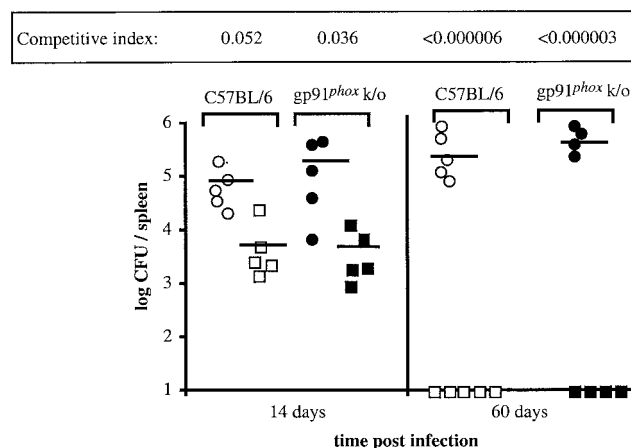 Competitive index: 0.052 0.036 <0.000006 <0.000003
C57BL/6 gp91phox k/o C57BL/6 gp91phox k/o
log CFU / spleen
6
5
4
3
2
1
14 days 60 days
time post infection